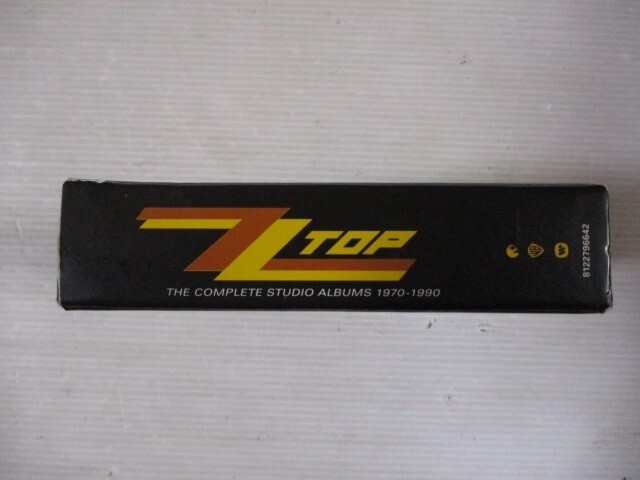 ZZ TOP
THE COMPLETE STUDIO ALBUMS 1970-1990
8122796642